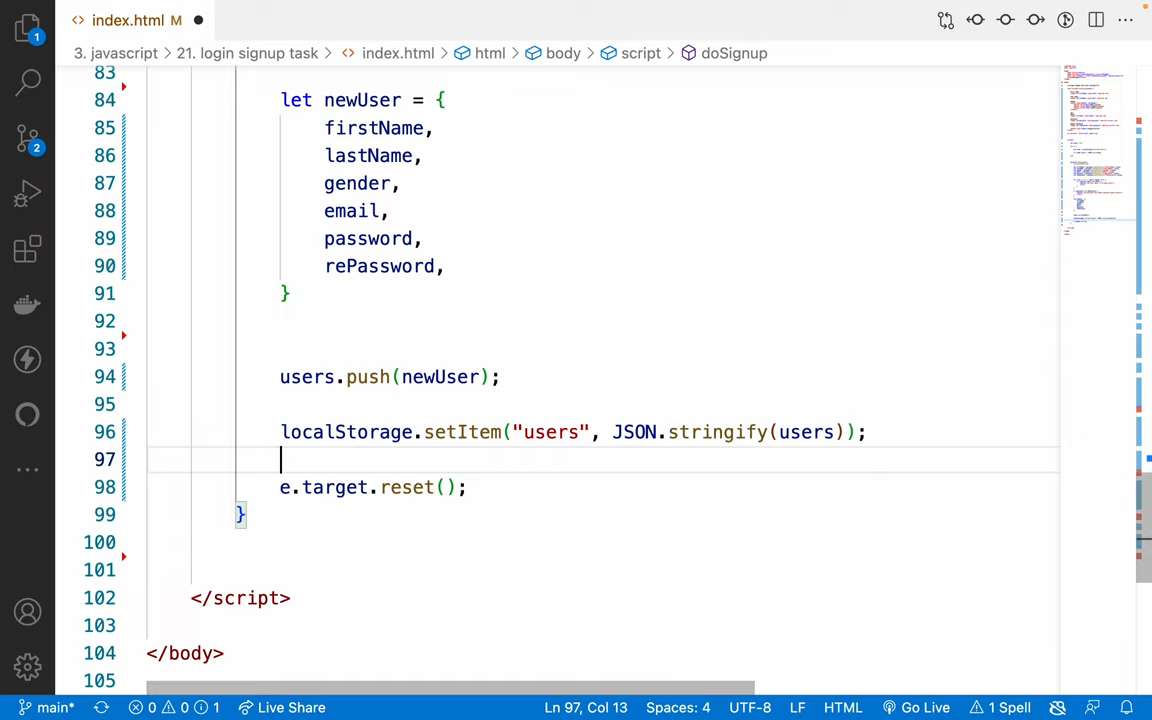 index.html M
3. javascript > 21. login signup task > index.html > html > body > script > doSignup
83
84 let newUser = {
85 firstName,
86 lastName,
87 gender,
88 email,
89 password,
90 rePassword,
91 }
92
93
94 users.push(newUser);
95
96 localStorage.setItem("users", JSON.stringify(users));
97
98 e.target.reset();
99 }
100
101
102 </script>
103
104 </body>
105
1
2
main* 0 0 1 Live Share Ln 97, Col 13 Spaces: 4 UTF-8 LF HTML Go Live 1 Spell